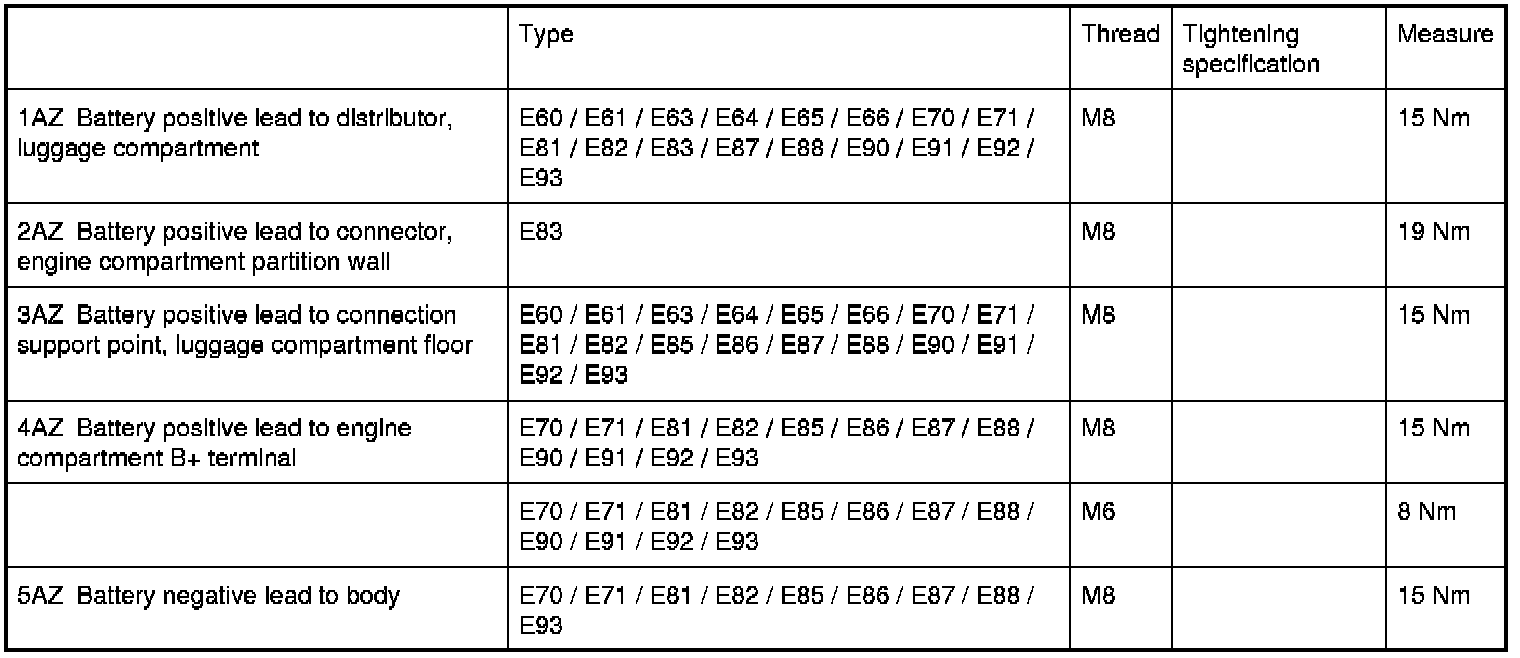 Type Thread Tightening Measure
specification
1AZ Battery positive lead to distributor, E60 / E61 / E63 / E64 / E65 / E66 / E70 / E71 / M8 15 Nm
luggage compartment E81 / E82 / E83 / E87 / E88 / E90 / E91 / E92 /
E93
2AZ Battery positive lead to connector, E83 M8 19 Nm
engine compartment partition wall
3AZ Battery positive lead to connection E60 / E61 / E63 / E64 / E65 / E66 / E70 / E71 / M8 15 Nm
support point, luggage compartment floor E81 / E82 / E85 / E86 / E87 / E88 / E90 / E91 /
E92 / E93
4AZ Battery positive lead to engine E70 / E71 / E81 / E82 / E85 / E86 / E87 / E88 / M8 15 Nm
compartment B+ terminal E90 / E91 / E92 / E93
E70 / E71 / E81 / E82 / E85 / E86 / E87 / E88 / M6 8 Nm
E90 / E91 / E92 / E93
5AZ Battery negative lead to body E70 / E71 / E81 / E82 / E85 / E86 / E87 / E88 / M8 15 Nm
E93